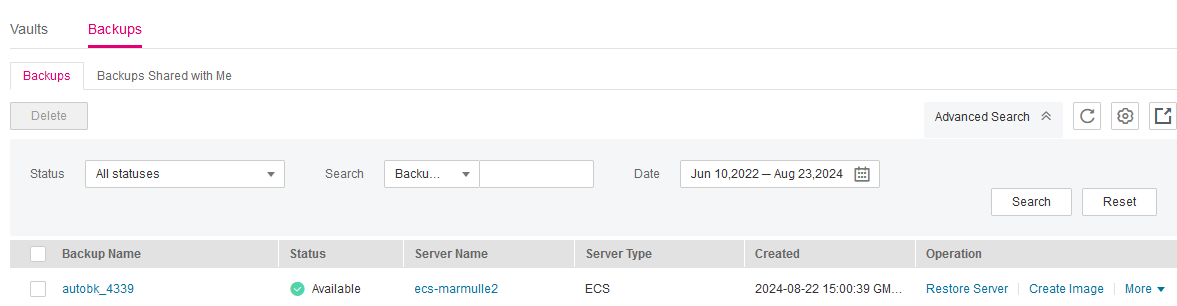 Vaults Backups
Backups Backups Shared with Me
Delete Advanced Search
Status All statuses Search Backu... Date Jun 10,2022 — Aug 23,2024
Search Reset
Backup Name Status Server Name Server Type Created Operation
autobk_4339 Available ecs-marmulle2 ECS 2024-08-22 15:00:39 GM... Restore Server Create Image More